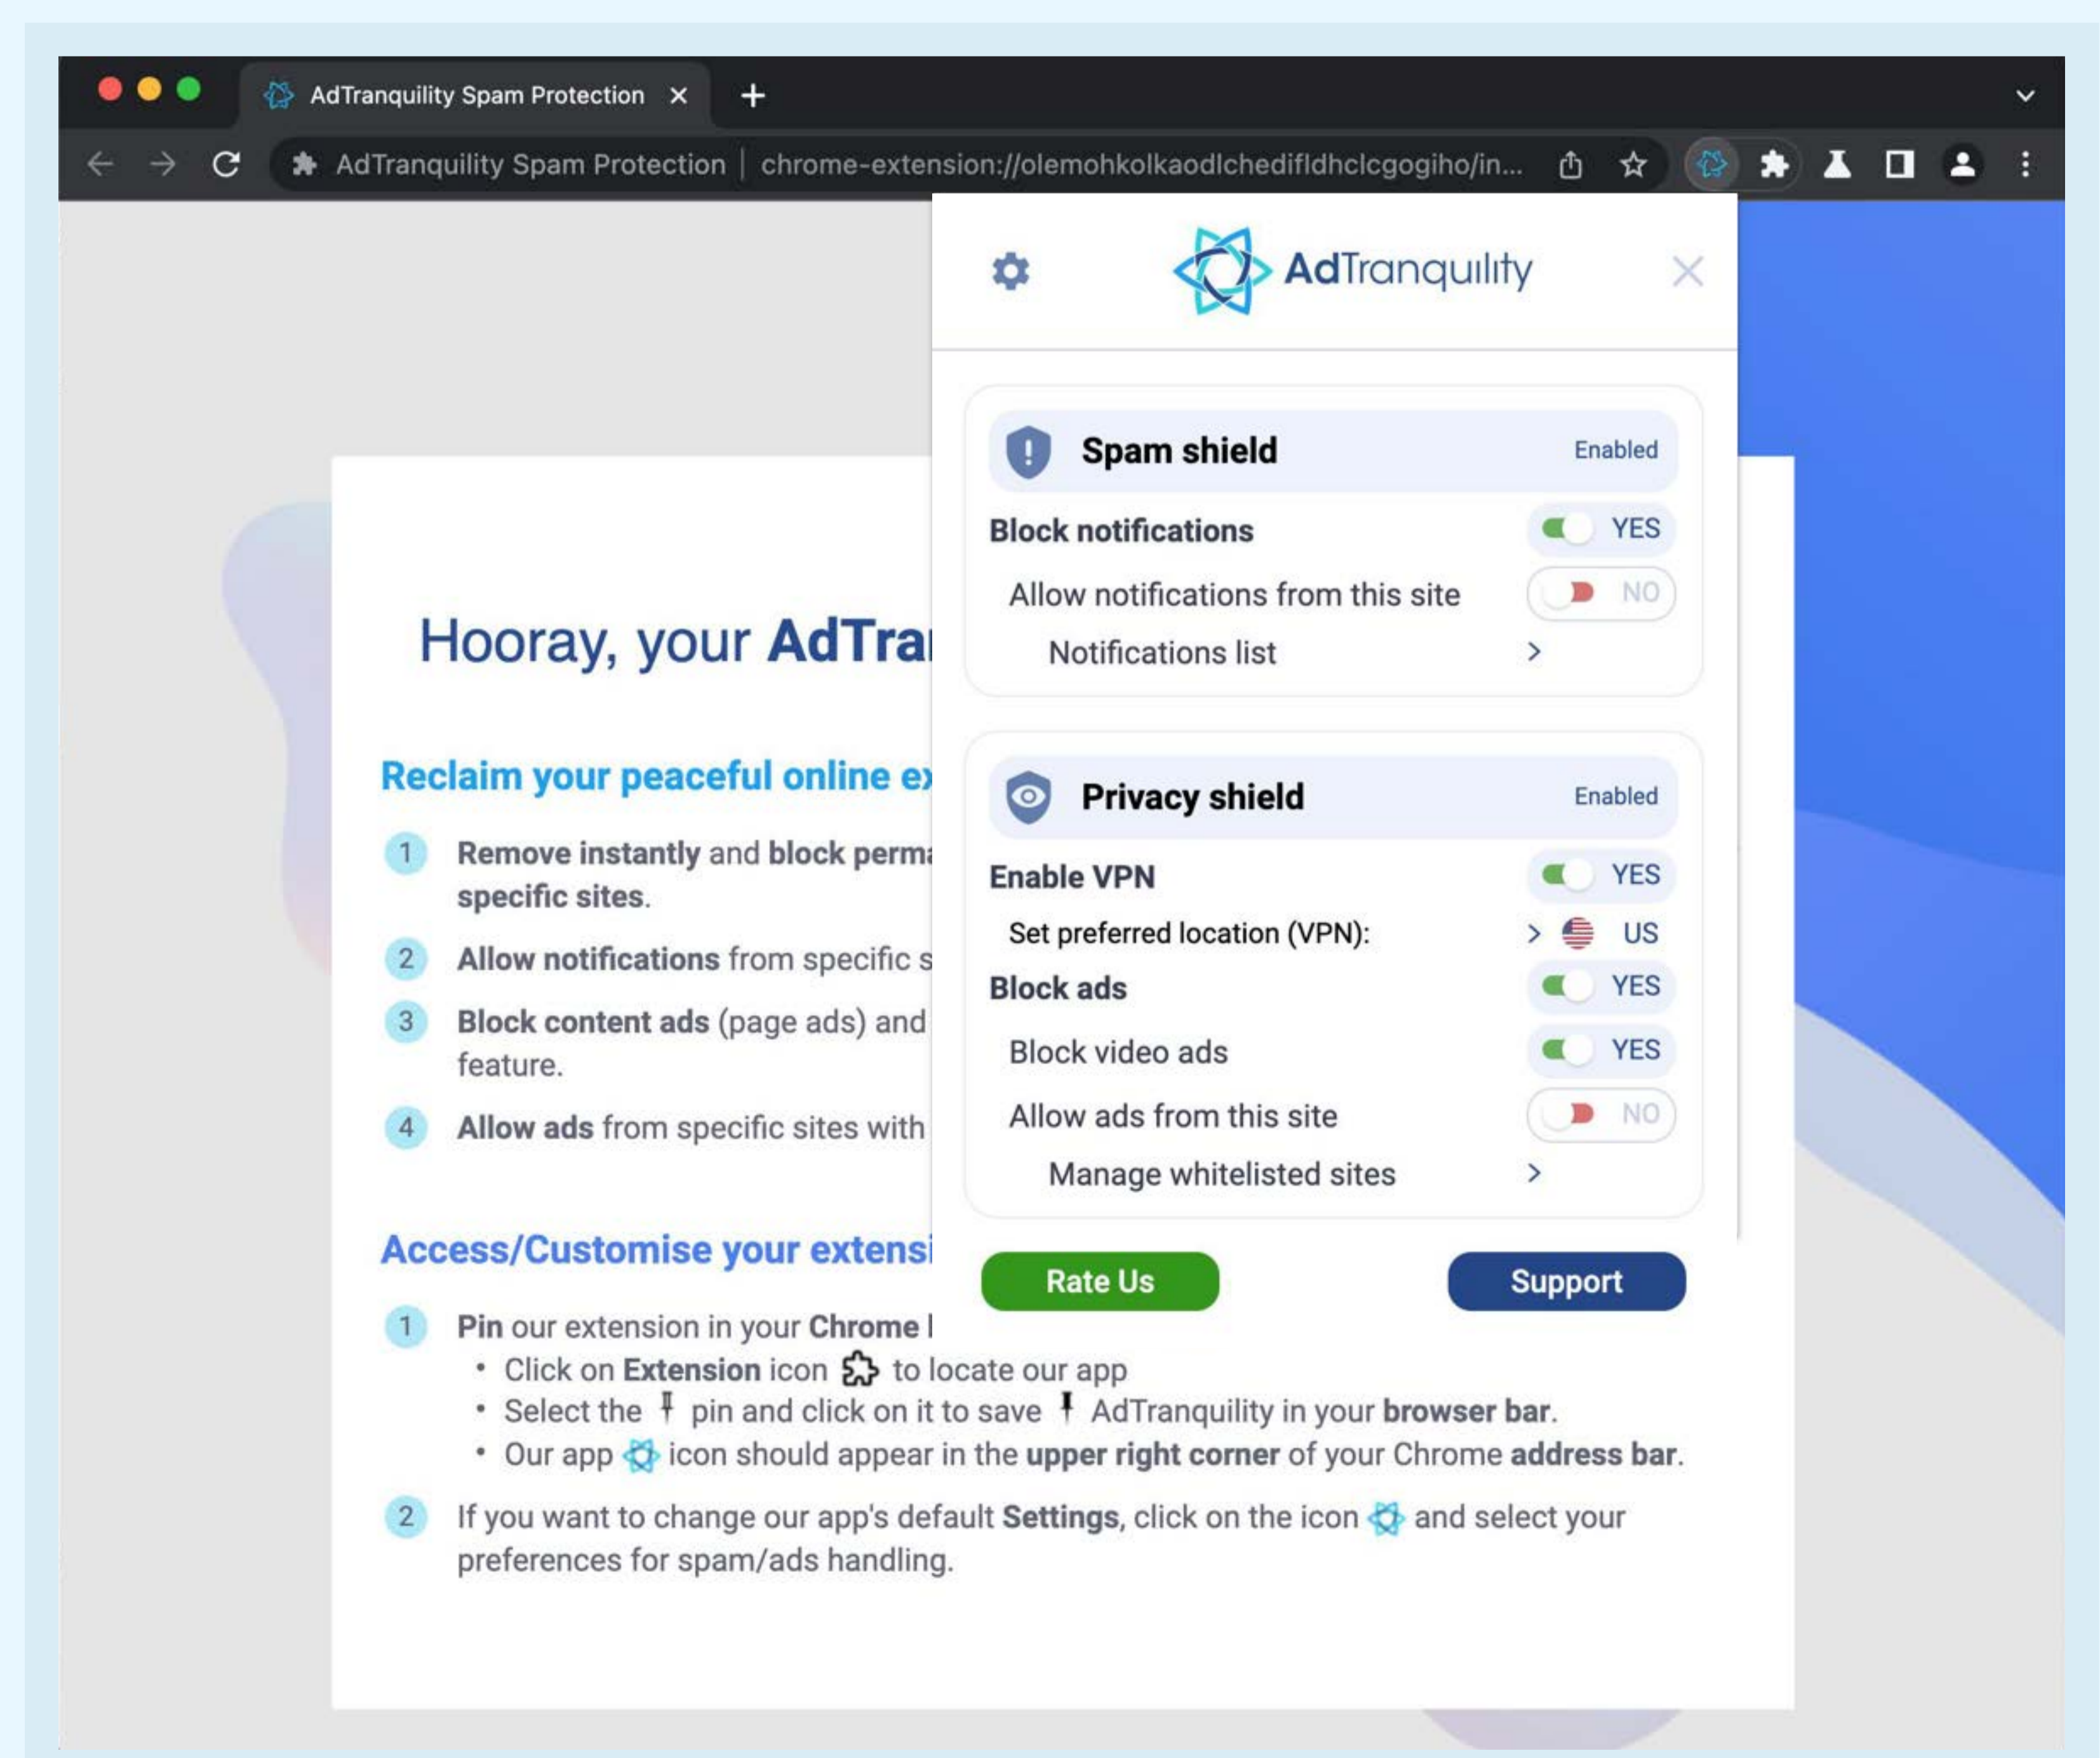 AdTranquility Spam Protection
AdTranquility Spam Protection | chrome-extension://olemohkolkaodlchedifldhclcgogiho/in...
AdTranquility
Spam shield Enabled
Block notifications YES
Allow notifications from this site NO
Notifications list >
Privacy shield Enabled
Enable VPN YES
Set preferred location (VPN): > US
Block ads YES
Block video ads YES
Allow ads from this site NO
Manage whitelisted sites >
Rate Us Support
Hooray, your AdTra
Reclaim your peaceful online
1 Remove instantly and block perma
specific sites.
2 Allow notifications from specific s
3 Block content ads (page ads) and
feature.
4 Allow ads from specific sites with
Access/Customise your extensi
1 Pin our extension in your Chrome
• Click on Extension icon to locate our app
• Select the pin and click on it to save AdTranquility in your browser bar.
• Our app icon should appear in the upper right corner of your Chrome address bar.
2 If you want to change our app's default Settings, click on the icon and select your
preferences for spam/ads handling.